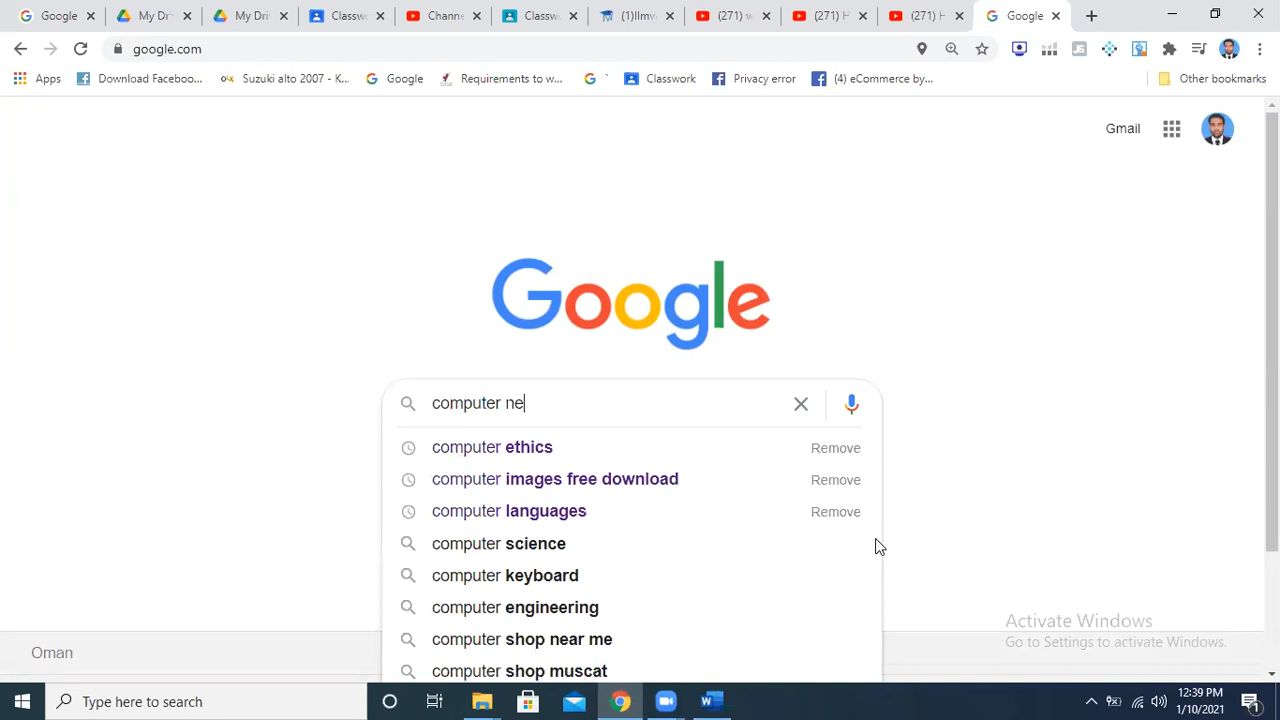 Google
My Dri
My Dri
Classw
Chann
Classw
(1)Ilmv
(271) w
(271) F
(271)
Google
google.com
Apps
Download Faceboo...
Suzuki alto 2007 - K...
Google
Requirements to w...
`
Classwork
Privacy error
(4) eCommerce by...
Other bookmarks
Gmail
Google
computer ne
computer ethics
Remove
computer images free download
Remove
computer languages
Remove
computer science
computer keyboard
computer engineering
computer shop near me
computer shop muscat
Activate Windows
Go to Settings to activate Windows.
Oman
Type here to search
12:39 PM
1/10/2021